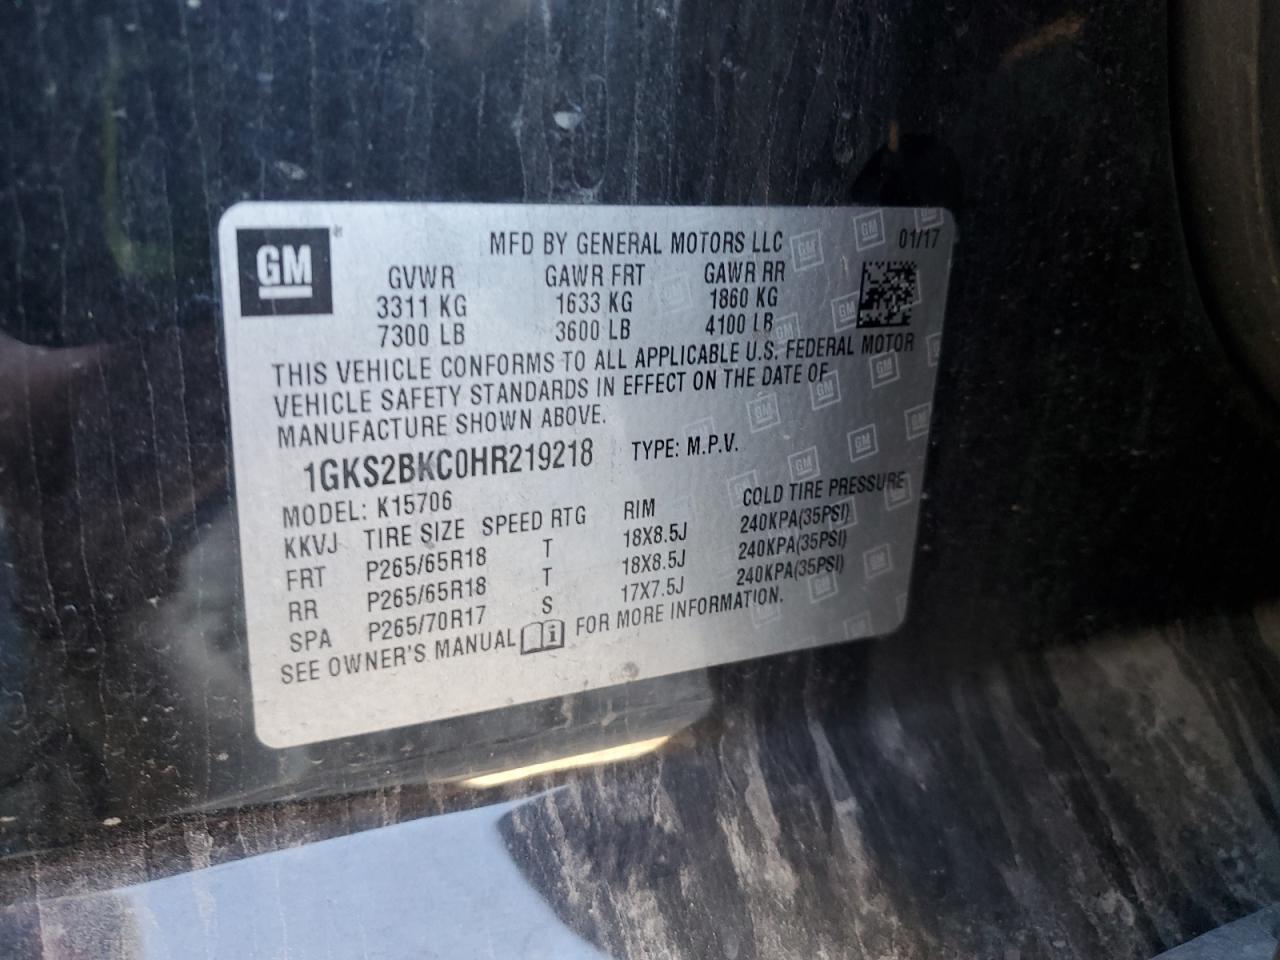 GM
MFD BY GENERAL MOTORS LLC 01/17
GVWR GAWR FRT GAWR RR
3311 KG 1633 KG 1860 KG
7300 LB 3600 LB 4100 LB
THIS VEHICLE CONFORMS TO ALL APPLICABLE U.S. FEDERAL MOTOR
VEHICLE SAFETY STANDARDS IN EFFECT ON THE DATE OF
MANUFACTURE SHOWN ABOVE.
1GKS2BKC0HR219218 TYPE: M.P.V.
MODEL: K15706
KKVJ TIRE SIZE SPEED RTG RIM COLD TIRE PRESSURE
FRT P265/65R18 T 18X8.5J 240KPA(35PSI)
RR P265/65R18 T 18X8.5J 240KPA(35PSI)
SPA P265/70R17 S 17X7.5J 240KPA(35PSI)
SEE OWNER'S MANUAL FOR MORE INFORMATION.